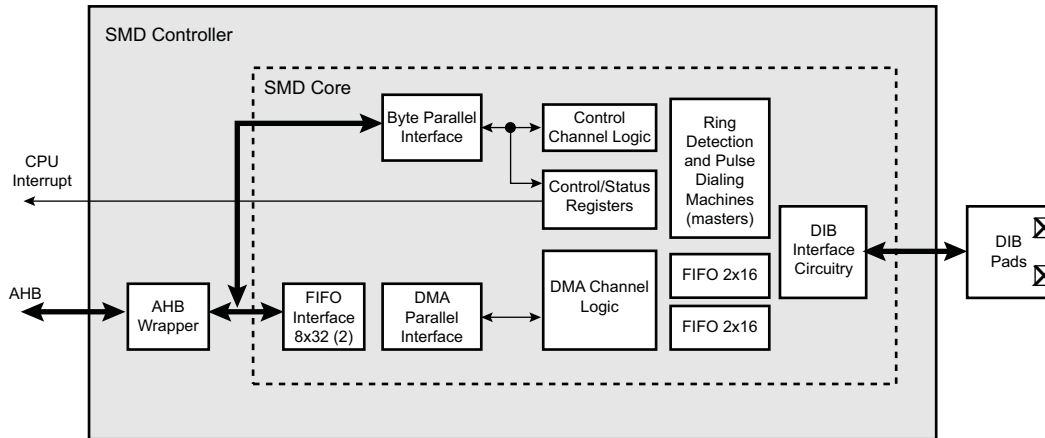 SMD Controller
SMD Core
Byte Parallel
Interface
Control
Channel Logic
Ring
Detection
and Pulse
Dialing
Machines
(masters)
CPU
Interrupt
Control/Status
Registers
DIB
Interface
Circuitry
DIB
Pads
AHB
AHB
Wrapper
FIFO
Interface
8x32 (2)
DMA
Parallel
Interface
DMA Channel
Logic
FIFO 2x16
FIFO 2x16